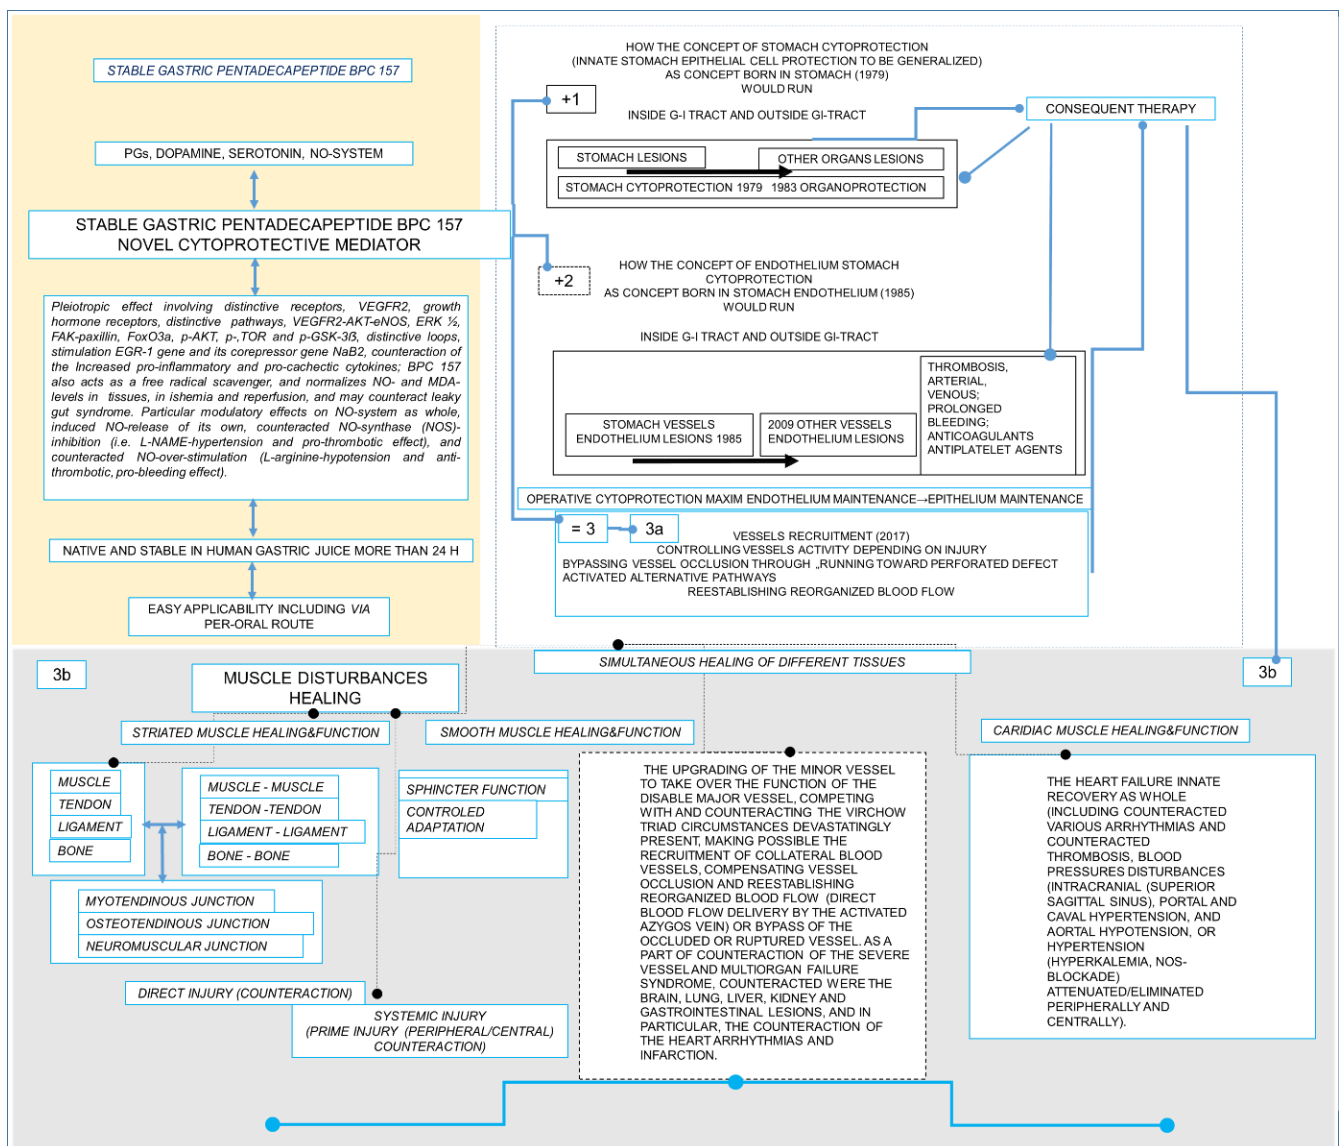 STABLE GASTRIC PENTADECAPEPTIDE BPC 157
PGs, DOPAMINE, SEROTONIN, NO-SYSTEM
STABLE GASTRIC PENTADECAPEPTIDE BPC 157
NOVEL CYTOPROTECTIVE MEDIATOR
Pleiotropic effect involving distinctive receptors, VEGFR2, growth
hormone receptors, distinctive pathways, VEGFR2-AKT-eNOS, ERK ½,
FAK-paxillin, FoxO3a, p-AKT, p-,TOR and p-GSK-3ß, distinctive loops,
stimulation EGR-1 gene and its corepressor gene NaB2, counteraction of
the Increased pro-inflammatory and pro-cachectic cytokines; BPC 157
also acts as a free radical scavenger, and normalizes NO- and MDA-
levels in tissues, in ishemia and reperfusion, and may counteract leaky
gut syndrome. Particular modulatory effects on NO-system as whole,
induced NO-release of its own, counteracted NO-synthase (NOS)-
inhibition (i.e. L-NAME-hypertension and pro-thrombotic effect), and
counteracted NO-over-stimulation (L-arginine-hypotension and anti-
thrombotic, pro-bleeding effect).
NATIVE AND STABLE IN HUMAN GASTRIC JUICE MORE THAN 24 H
EASY APPLICABILITY INCLUDING VIA
PER-ORAL ROUTE
HOW THE CONCEPT OF STOMACH CYTOPROTECTION
(INNATE STOMACH EPITHELIAL CELL PROTECTION TO BE GENERALIZED)
AS CONCEPT BORN IN STOMACH (1979)
WOULD RUN
+1
INSIDE G-I TRACT AND OUTSIDE GI-TRACT
CONSEQUENT THERAPY
STOMACH LESIONS
OTHER ORGANS LESIONS
STOMACH CYTOPROTECTION 1979 1983 ORGANOPROTECTION
+2
HOW THE CONCEPT OF ENDOTHELIUM STOMACH
CYTOPROTECTION
AS CONCEPT BORN IN STOMACH ENDOTHELIUM (1985)
WOULD RUN
INSIDE G-I TRACT AND OUTSIDE GI-TRACT
STOMACH VESSELS
ENDOTHELIUM LESIONS 1985
2009 OTHER VESSELS
ENDOTHELIUM LESIONS
THROMBOSIS,
ARTERIAL,
VENOUS;
PROLONGED
BLEEDING;
ANTICOAGULANTS
ANTIPLATELET AGENTS
OPERATIVE CYTOPROTECTION MAXIM ENDOTHELIUM MAINTENANCE→EPITHELIUM MAINTENANCE
= 3
3a
VESSELS RECRUITMENT (2017)
CONTROLLING VESSELS ACTIVITY DEPENDING ON INJURY
BYPASSING VESSEL OCCLUSION THROUGH „RUNNING TOWARD PERFORATED DEFECT
ACTIVATED ALTERNATIVE PATHWAYS
REESTABLISHING REORGANIZED BLOOD FLOW
3b
MUSCLE DISTURBANCES
HEALING
SIMULTANEOUS HEALING OF DIFFERENT TISSUES
3b
STRIATED MUSCLE HEALING&FUNCTION
SMOOTH MUSCLE HEALING&FUNCTION
CARIDIAC MUSCLE HEALING&FUNCTION
MUSCLE
TENDON
LIGAMENT
BONE
MUSCLE - MUSCLE
TENDON -TENDON
LIGAMENT - LIGAMENT
BONE - BONE
MYOTENDINOUS JUNCTION
OSTEOTENDINOUS JUNCTION
NEUROMUSCULAR JUNCTION
SPHINCTER FUNCTION
CONTROLED
ADAPTATION
DIRECT INJURY (COUNTERACTION)
SYSTEMIC INJURY
(PRIME INJURY (PERIPHERAL/CENTRAL)
COUNTERACTION)
THE UPGRADING OF THE MINOR VESSEL
TO TAKE OVER THE FUNCTION OF THE
DISABLE MAJOR VESSEL, COMPETING
WITH AND COUNTERACTING THE VIRCHOW
TRIAD CIRCUMSTANCES DEVASTATINGLY
PRESENT, MAKING POSSIBLE THE
RECRUITMENT OF COLLATERAL BLOOD
VESSELS, COMPENSATING VESSEL
OCCLUSION AND REESTABLISHING
REORGANIZED BLOOD FLOW (DIRECT
BLOOD FLOW DELIVERY BY THE ACTIVATED
AZYGOS VEIN) OR BYPASS OF THE
OCCLUDED OR RUPTURED VESSEL. AS A
PART OF COUNTERACTION OF THE SEVERE
VESSEL AND MULTIORGAN FAILURE
SYNDROME, COUNTERACTED WERE THE
BRAIN, LUNG, LIVER, KIDNEY AND
GASTROINTESTINAL LESIONS, AND IN
PARTICULAR, THE COUNTERACTION OF
THE HEART ARRHYTHMIAS AND
INFARCTION.
THE HEART FAILURE INNATE
RECOVERY AS WHOLE
(INCLUDING COUNTERACTED
VARIOUS ARRHYTMIAS AND
COUNTERACTED
THROMBOSIS, BLOOD
PRESSURES DISTURBANCES
(INTRACRANIAL (SUPERIOR
SAGITTAL SINUS), PORTAL AND
CAVAL HYPERTENSION, AND
AORTAL HYPOTENSION, OR
HYPERTENSION
(HYPERKALEMIA, NOS-
BLOCKADE)
ATTENUATED/ELIMINATED
PERIPHERALLY AND
CENTRALLY).